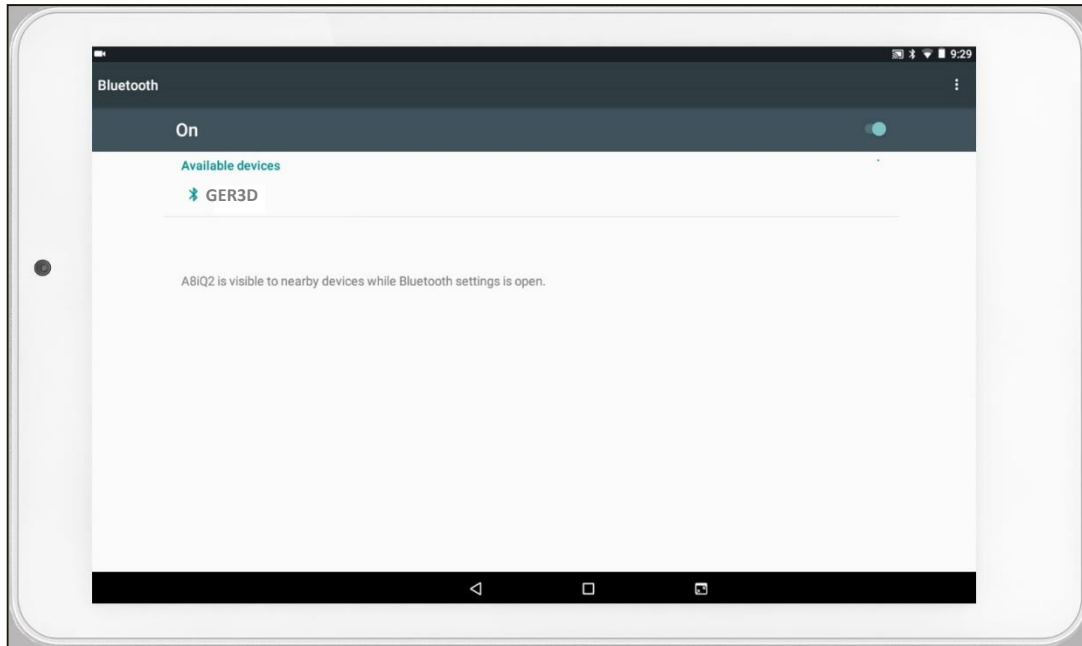 9:29
Bluetooth
On
Available devices
GER3D
A8iQ2 is visible to nearby devices while Bluetooth settings is open.